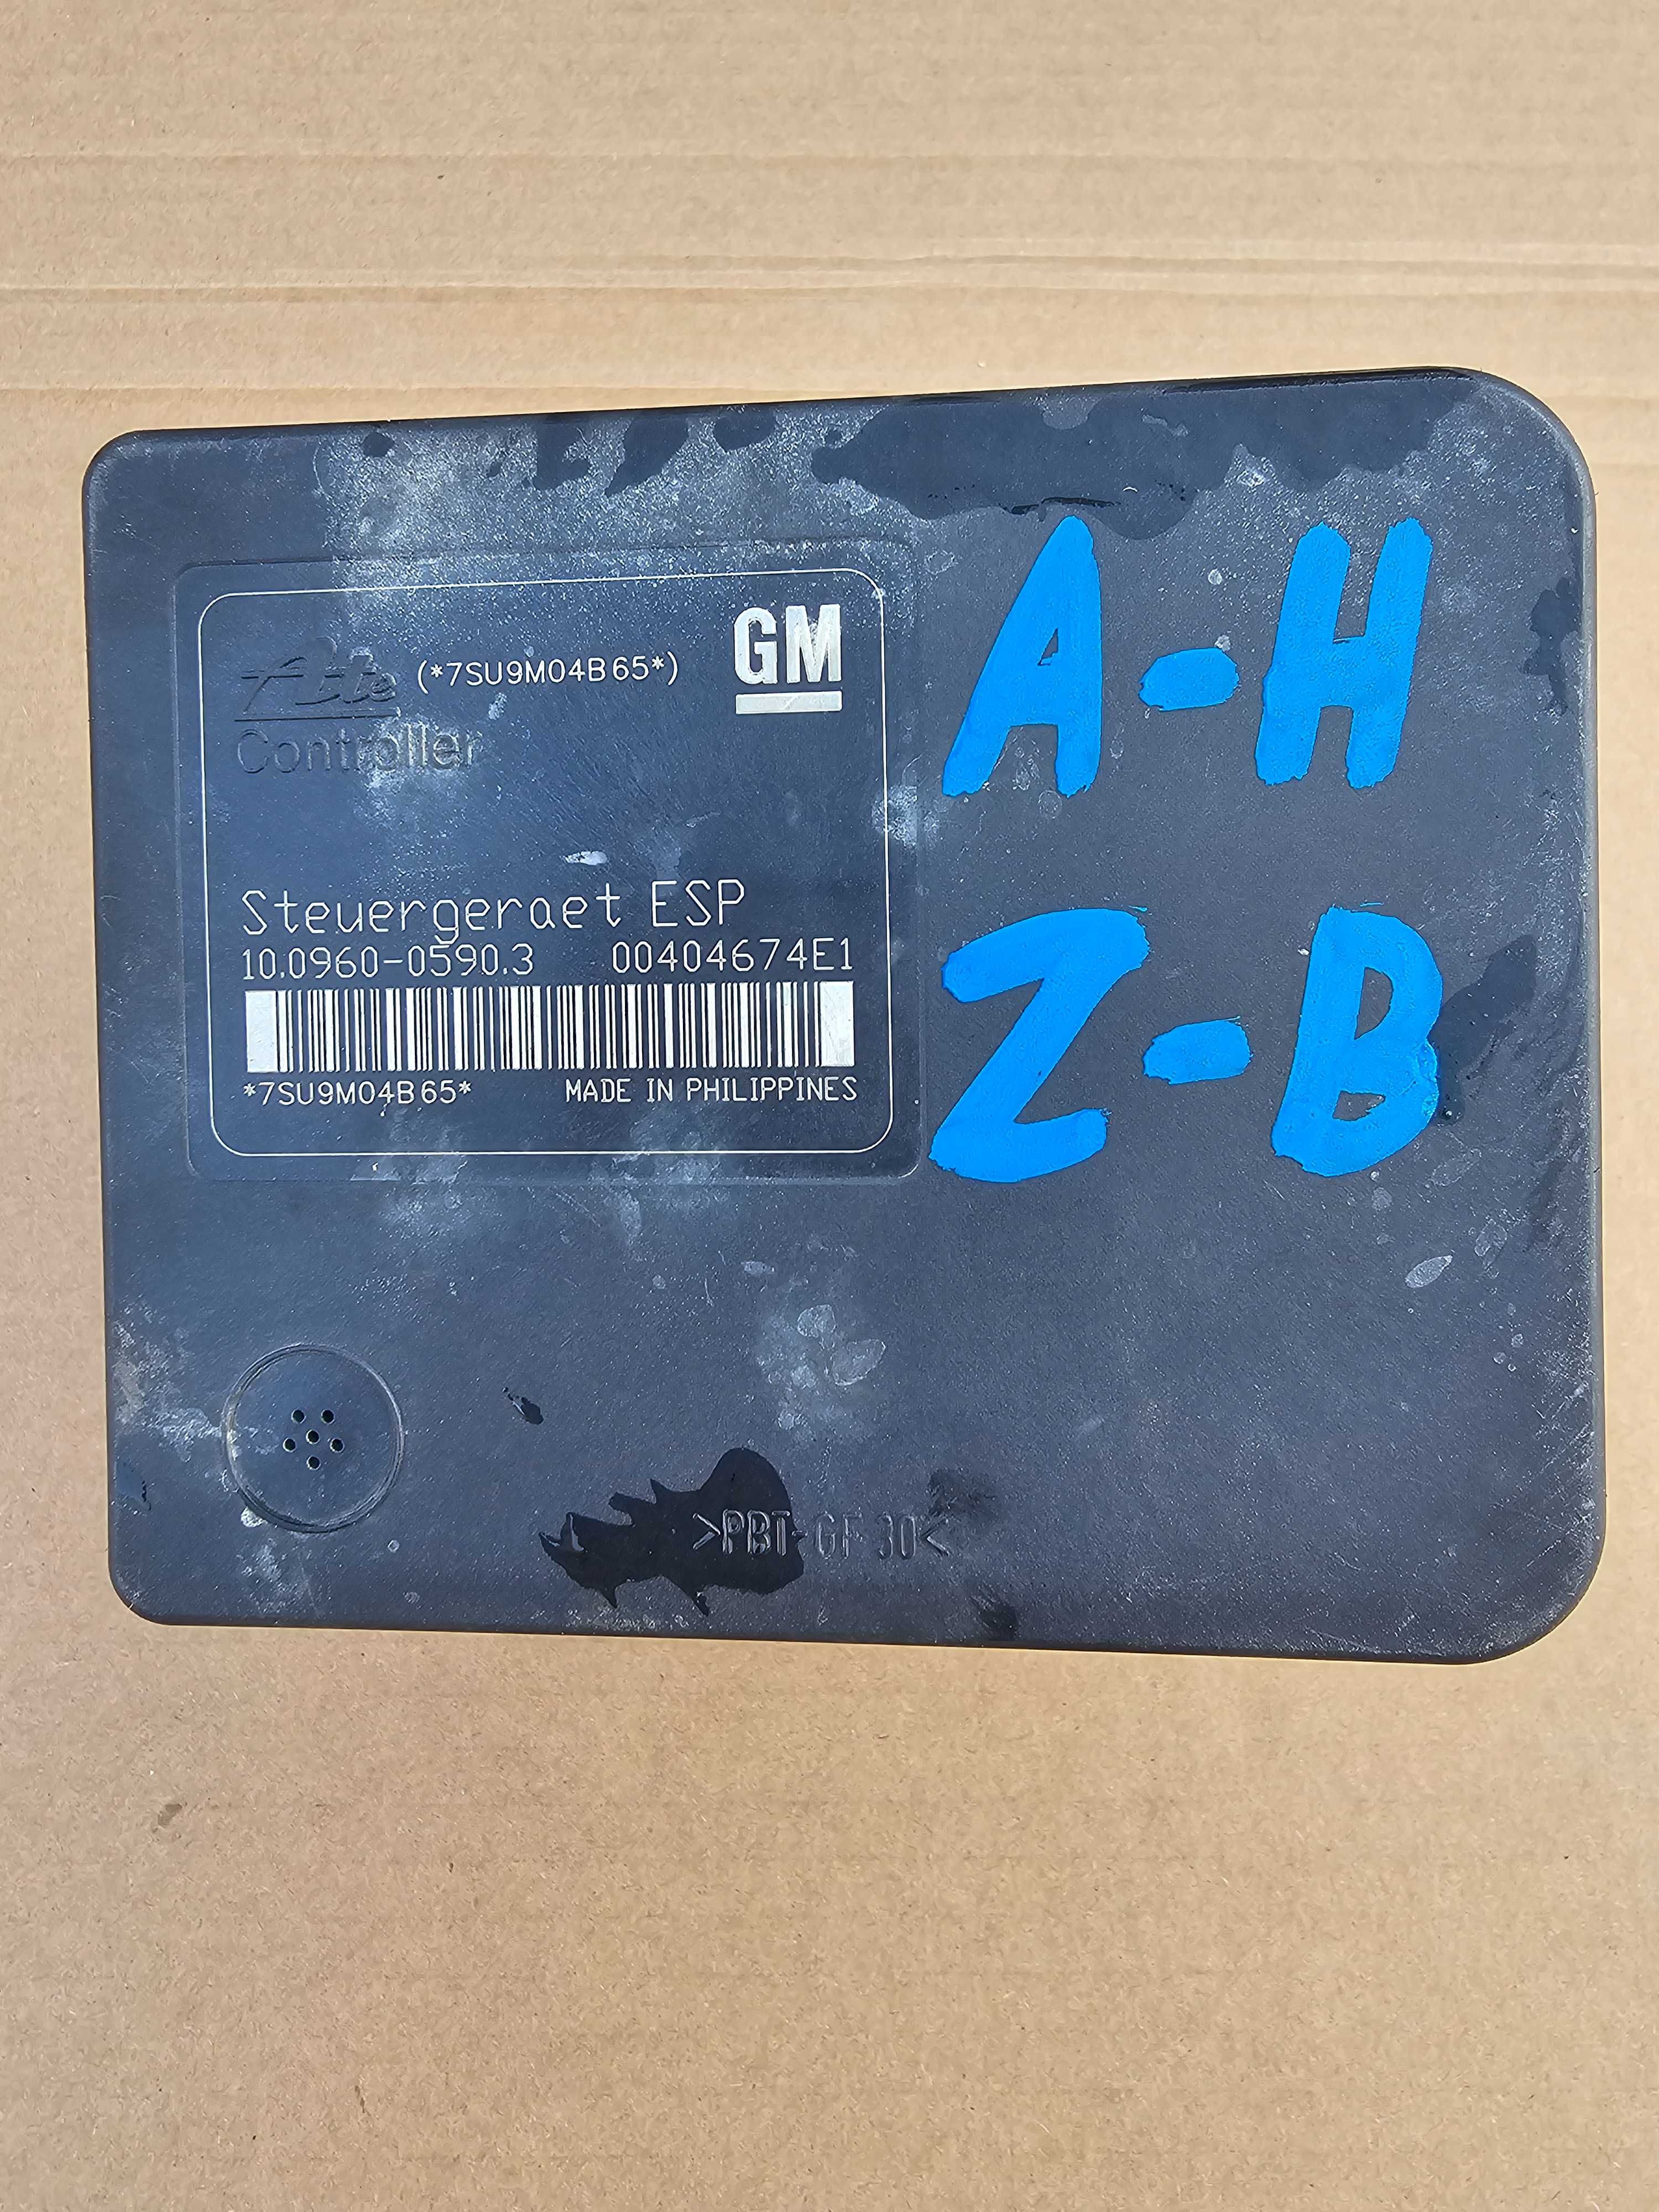 Ate (*7SU9M04B65*) GM
Controller
Steuergeraet ESP
10.0960-0590.3 00404674E1
*7SU9M04B65* MADE IN PHILIPPINES
A-H
Z-B
>PBT-GF 30<